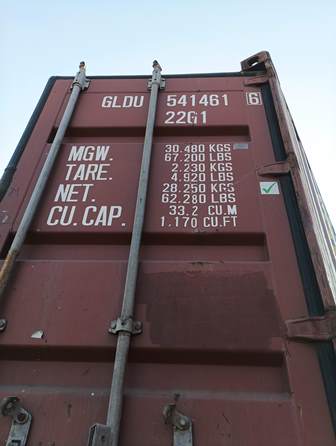 GLDU 541461 6
22G1
MGW. 30.480 KGS
67.200 LBS
TARE. 2.230 KGS
4.920 LBS
NET. 28.250 KGS
62.280 LBS
CU.CAP. 33.2 CU.M
1.170 CU.FT